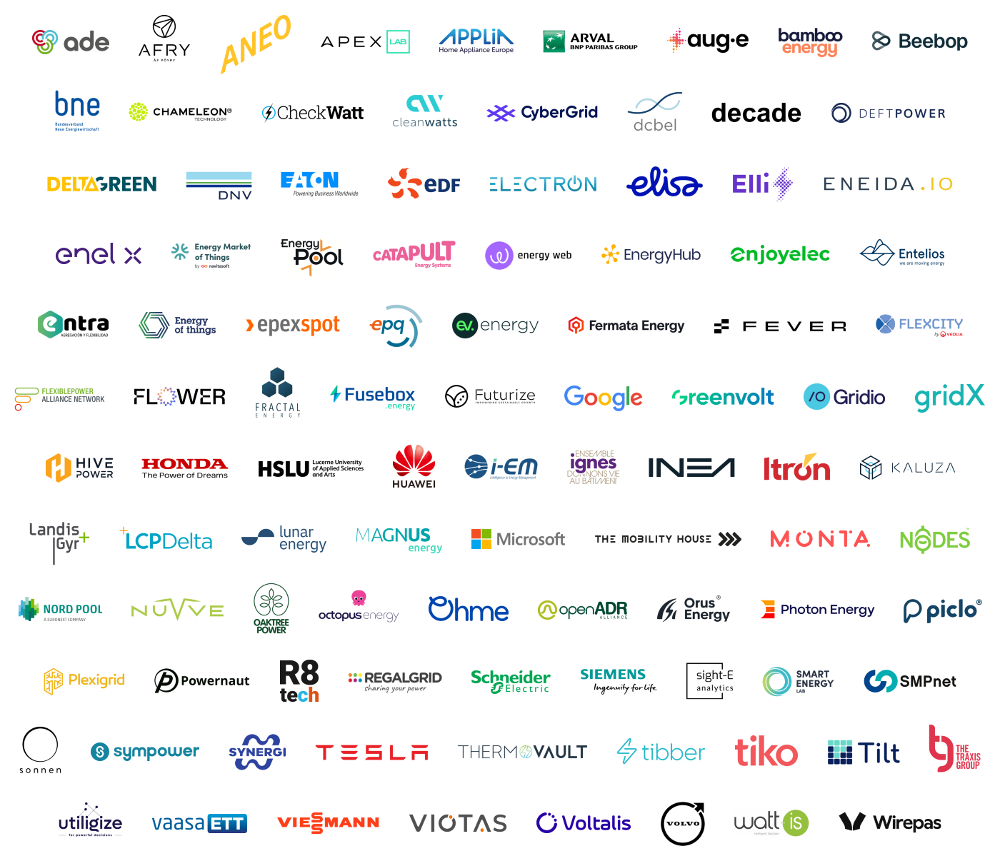 ade
AFRY
ÅF PÖYRY
ANEO
APEX LAB
APPLiA
Home Appliance Europe
ARVAL
BNP PARIBAS GROUP
aug·e
bamboo
energy
Beebop
bne
Bundesverband
Neue Energiewirtschaft
CHAMELEON®
TECHNOLOGY
CheckWatt
cleanwatts
CyberGrid
dcbel
decade
DEFTPOWER
DELTAGREEN
DNV
EATON
Powering Business Worldwide
eDF
ELECTRON
elisa
Elli
ENEIDA.IO
enel x
Energy Market
of Things
by navitasoft
Energy
Pool
CATAPULT
Energy Systems
energy web
EnergyHub
enjoyelec
Entelios
we are moving energy
entra
AGREGACIÓN Y FLEXIBILIDAD
Energy
of things
epexspot
epq
ev. energy
Fermata Energy
FEVER
FLEXCITY
by VEOLIA
FLEXIBLEPOWER
ALLIANCE NETWORK
FLOWER
FRACTAL
ENERGY
Fusebox
.energy
Futurize
EMPOWERING SUSTAINABLE GROWTH
Google
Greenvolt
/O Gridio
gridX
HIVE
POWER
HONDA
The Power of Dreams
HSLU Lucerne University
of Applied Sciences
and Arts
HUAWEI
i-EM
Intelligence in Energy Management
ENSEMBLE
ignes
DONNONS VIE
AU BÂTIMENT
INEA
Itron
KALUZA
Landis
Gyr+
LCPDelta
lunar
energy
MAGNUS
energy
Microsoft
THE MOBILITY HOUSE
MONTA
NODES™
NORD POOL
A EURONEXT COMPANY
NUVVE
OAKTREE
POWER
octopusenergy
Ohme
openADR
ALLIANCE
Orus®
Energy
Photon Energy
piclo®
Plexigrid
Powernaut
R8
tech
REGALGRID
sharing your power
Schneider
Electric
SIEMENS
Ingenuity for life
sight-E
analytics
SMART
ENERGY
LAB
SMPnet
sonnen
sympower
SYNERGI
TESLA
THERMOVAULT
tibber
tiko
Tilt
tg THE
TRAXIS
GROUP
utiligize
for powerful decisions
vaasaETT
VIESSMANN
VIOTAS
Voltalis
VOLVO
watt-is
Intelligent Solutions
Wirepas